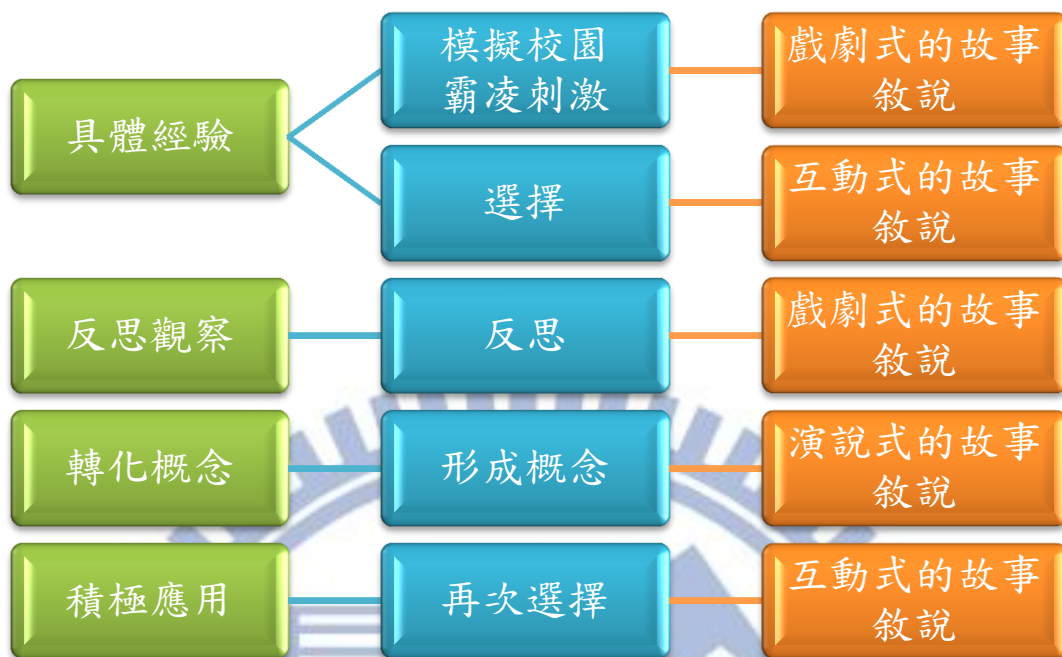 具體經驗
模擬校園
霸凌刺激
戲劇式的故事
敘說
選擇
互動式的故事
敘說
反思觀察
反思
戲劇式的故事
敘說
轉化概念
形成概念
演說式的故事
敘說
積極應用
再次選擇
互動式的故事
敘說